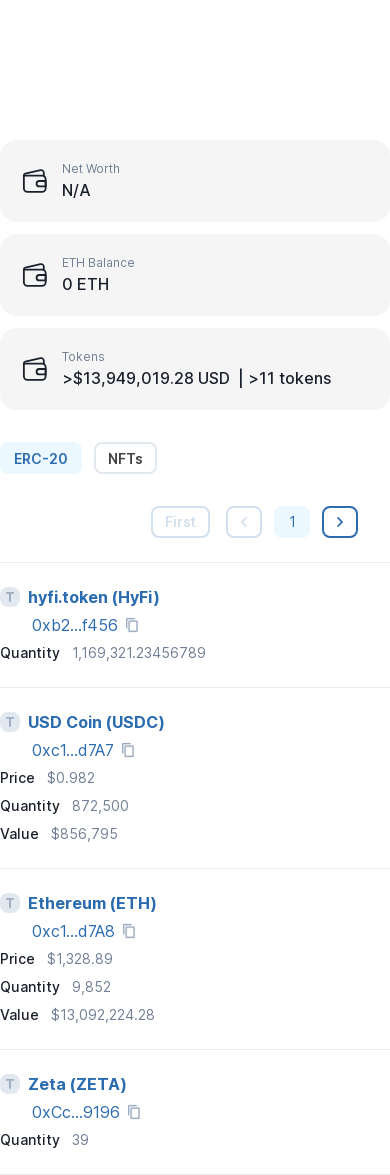 Net Worth
N/A
ETH Balance
0 ETH
Tokens
>$13,949,019.28 USD | >11 tokens
ERC-20 NFTs
First 1
T hyfi.token (HyFi)
0xb2...f456
Quantity 1,169,321.23456789
T USD Coin (USDC)
0xc1...d7A7
Price $0.982
Quantity 872,500
Value $856,795
T Ethereum (ETH)
0xc1...d7A8
Price $1,328.89
Quantity 9,852
Value $13,092,224.28
T Zeta (ZETA)
0xCc...9196
Quantity 39